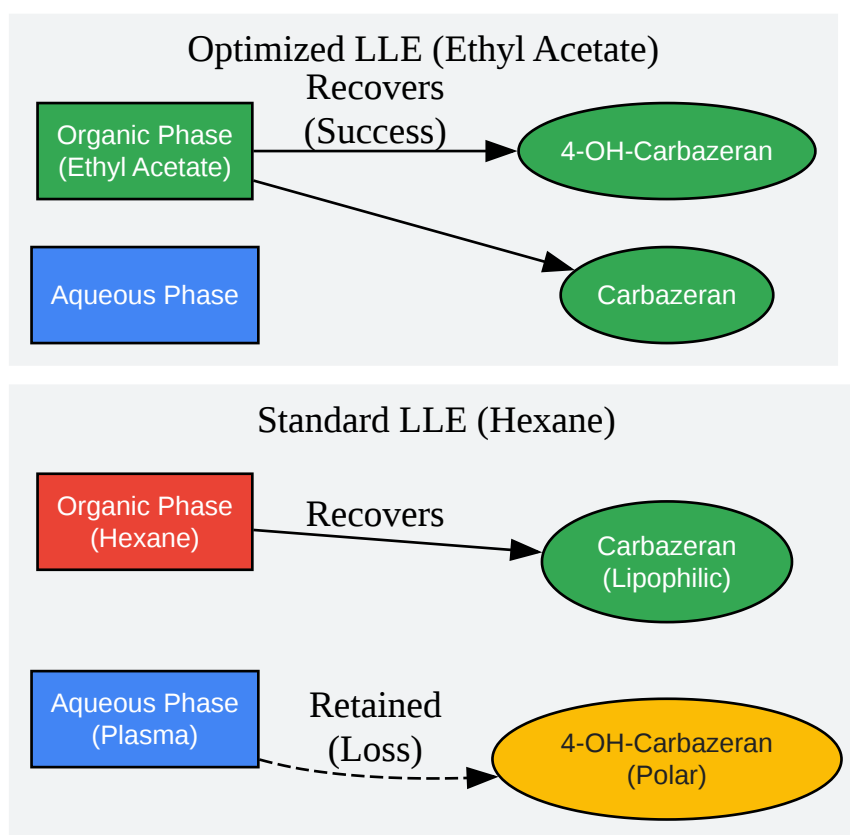 Optimized LLE (Ethyl Acetate)
Recovers
(Success)
Organic Phase
(Ethyl Acetate)
4-OH-Carbazeran
Aqueous Phase
Carbazeran
Standard LLE (Hexane)
Organic Phase
(Hexane)
Recovers
Carbazeran
(Lipophilic)
Aqueous Phase
(Plasma)
Retained
(Loss)
4-OH-Carbazeran
(Polar)